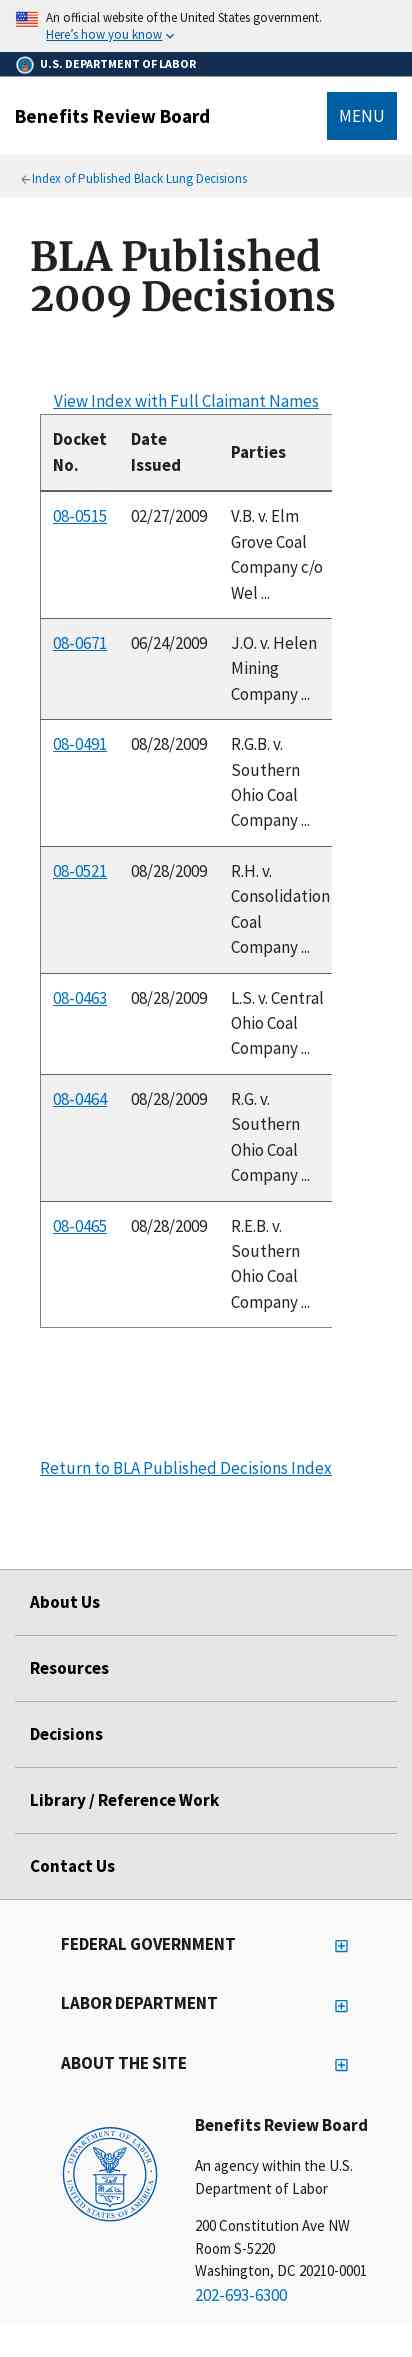 An official website of the United States government.
Here’s how you know
U.S. DEPARTMENT OF LABOR
Benefits Review Board
MENU
Index of Published Black Lung Decisions
BLA Published
2009 Decisions
View Index with Full Claimant Names
Docket No.
Date Issued
Parties
08-0515
02/27/2009
V.B. v. Elm
Grove Coal
Company c/o
Wel ...
08-0671
06/24/2009
J.O. v. Helen
Mining
Company ...
08-0491
08/28/2009
R.G.B. v.
Southern
Ohio Coal
Company ...
08-0521
08/28/2009
R.H. v.
Consolidation
Coal
Company ...
08-0463
08/28/2009
L.S. v. Central
Ohio Coal
Company ...
08-0464
08/28/2009
R.G. v.
Southern
Ohio Coal
Company ...
08-0465
08/28/2009
R.E.B. v.
Southern
Ohio Coal
Company ...
Return to BLA Published Decisions Index
About Us
Resources
Decisions
Library / Reference Work
Contact Us
FEDERAL GOVERNMENT
LABOR DEPARTMENT
ABOUT THE SITE
DEPARTMENT OF LABOR
UNITED STATES OF AMERICA
Benefits Review Board
An agency within the U.S.
Department of Labor
200 Constitution Ave NW
Room S-5220
Washington, DC 20210-0001
202-693-6300